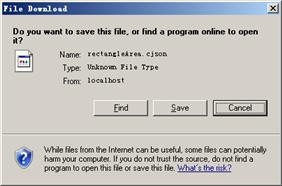 File Download
Do you want to save this file, or find a program online to open
it?
Name: rectangleArea.cjson
Type: Unknown File Type
From: localhost
Find
Save
Cancel
While files from the Internet can be useful, some files can potentially
harm your computer. If you do not trust the source, do not find a
program to open this file or save this file. What's the risk?